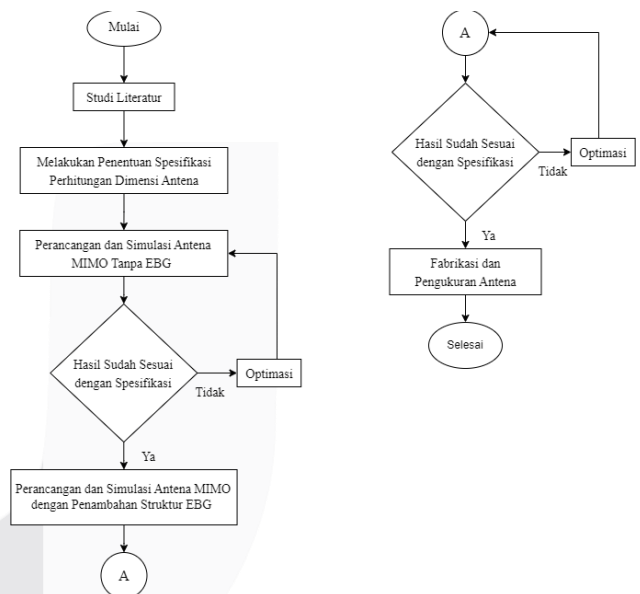 Mulai
Studi Literatur
Melakukan Penentuan Spesifikasi
Perhitungan Dimensi Antena
Perancangan dan Simulasi Antena
MIMO Tanpa EBG
Hasil Sudah Sesuai
dengan Spesifikasi
Tidak
Optimasi
Ya
Perancangan dan Simulasi Antena MIMO
dengan Penambahan Struktur EBG
A
A
Hasil Sudah Sesuai
dengan Spesifikasi
Tidak
Optimasi
Ya
Fabrikasi dan
Pengukuran Antena
Selesai